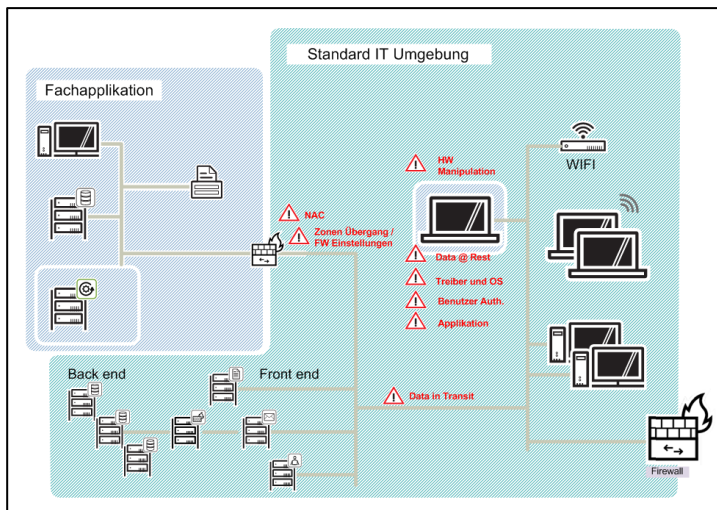 Standard IT Umgebung
Fachapplikation
WIFI
HW
Manipulation
NAC
Zonen Übergang /
FW Einstellungen
Data @ Rest
Treiber und OS
Benutzer Auth.
Applikation
Back end
Front end
Data in Transit
Firewall